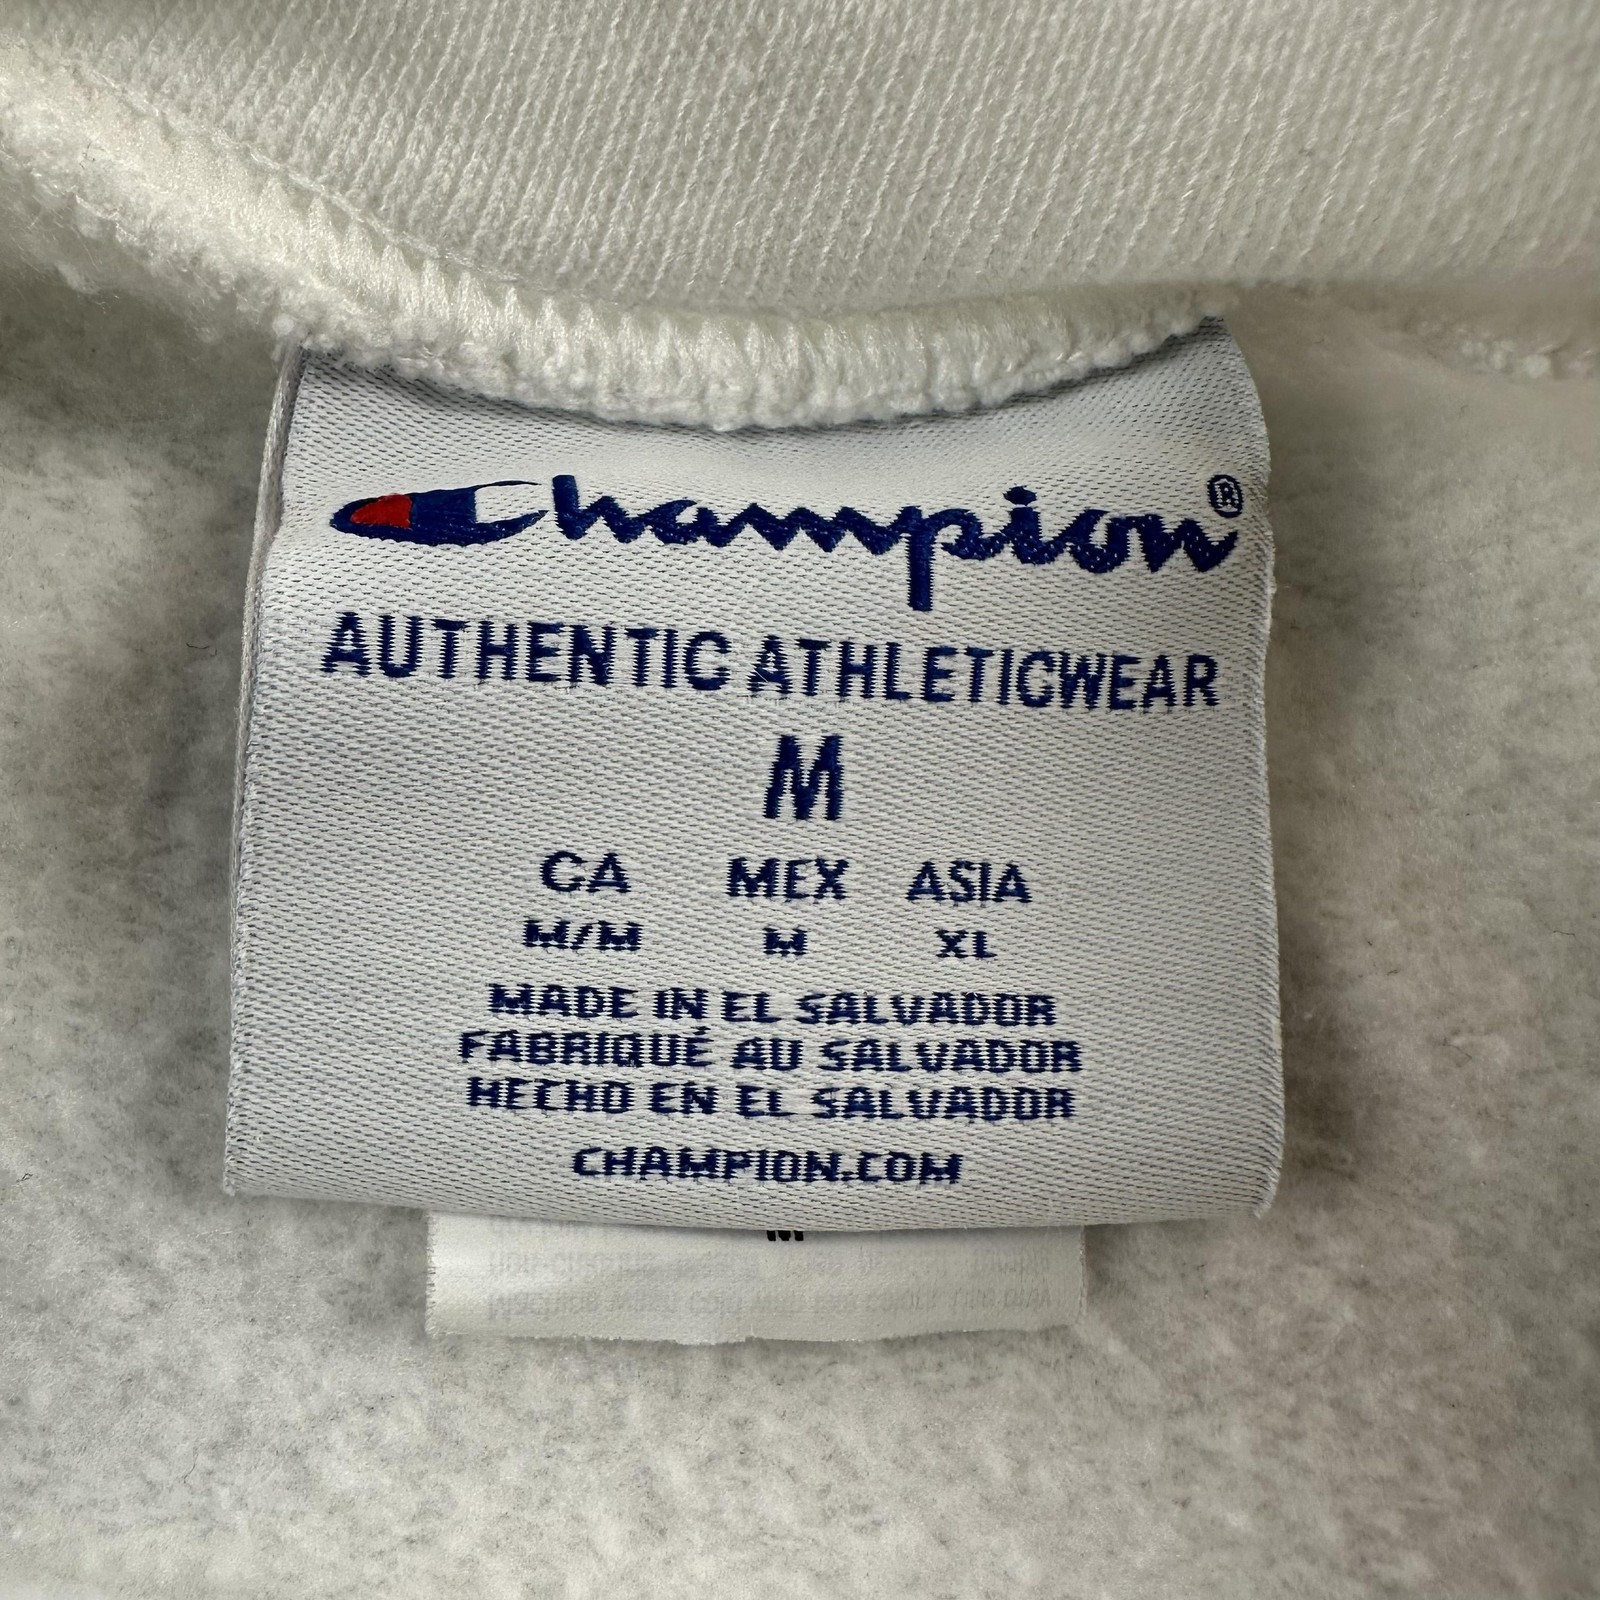 Champion®
AUTHENTIC ATHLETICWEAR
M
CA MEX ASIA
M/M M XL
MADE IN EL SALVADOR
FABRIQUÉ AU SALVADOR
HECHO EN EL SALVADOR
CHAMPION.COM
M